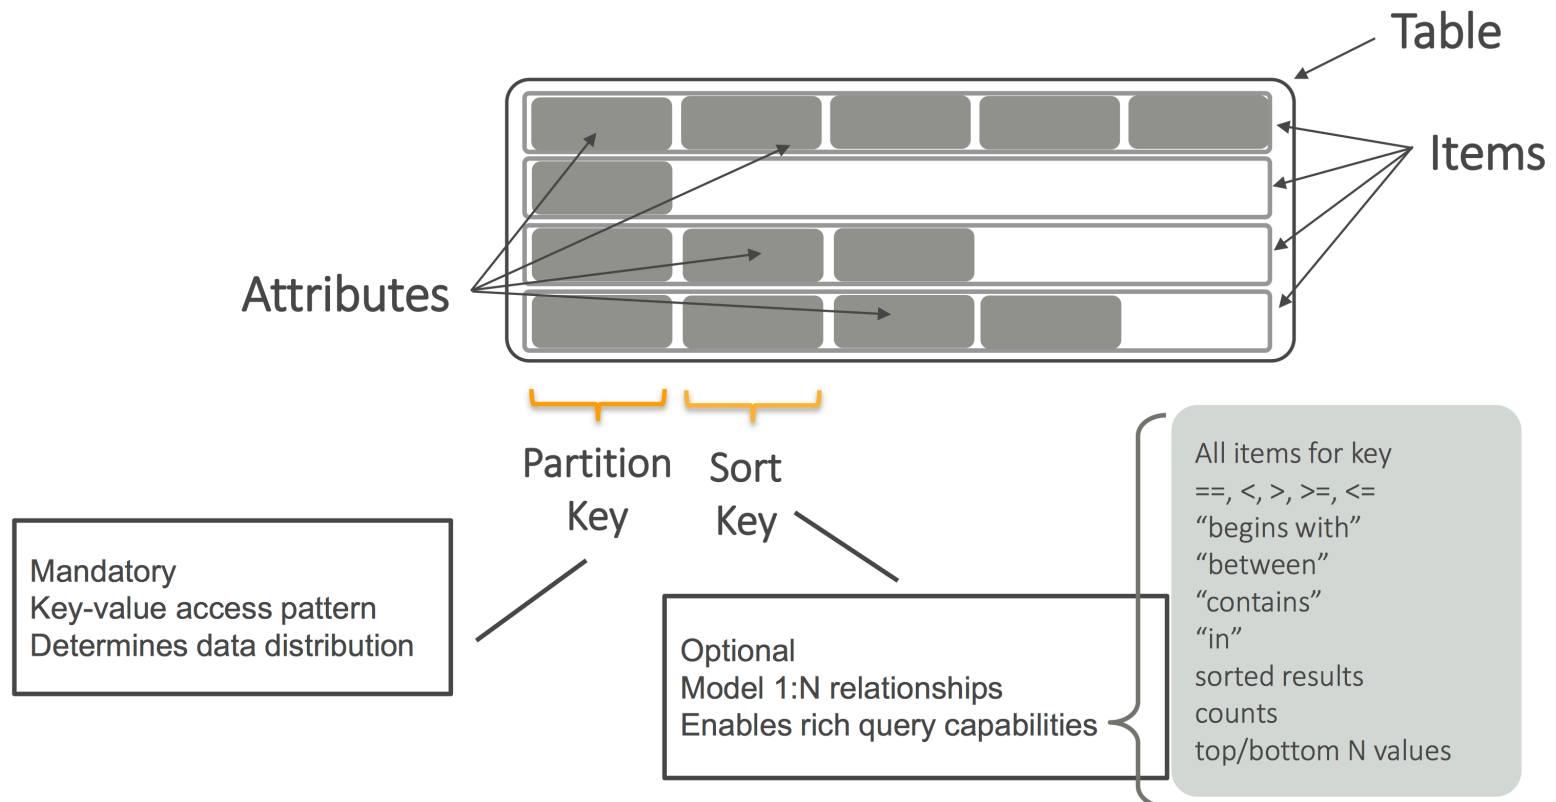 Table
Items
Attributes
Partition
Key
Sort
Key
Mandatory
Key-value access pattern
Determines data distribution
Optional
Model 1:N relationships
Enables rich query capabilities
All items for key
==, <, >, >=, <=
“begins with”
“between”
“contains”
“in”
sorted results
counts
top/bottom N values